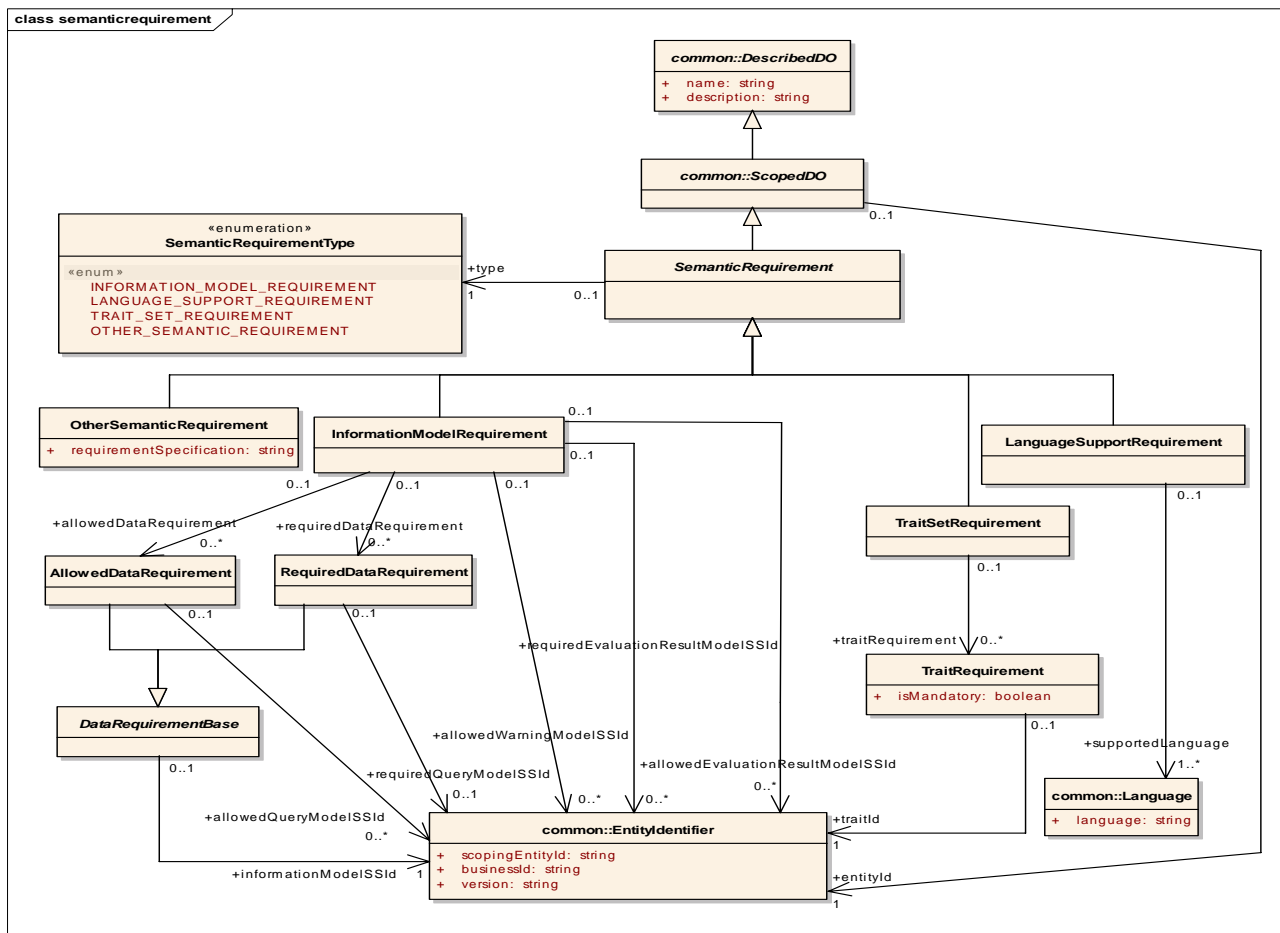 class semanticrequirement
common::DescribedDO
+ name: string
+ description: string
common::ScopedDO
0..1
«enumeration»
SemanticRequirementType
«enum»
INFORMATION_MODEL_REQUIREMENT
LANGUAGE_SUPPORT_REQUIREMENT
TRAIT_SET_REQUIREMENT
OTHER_SEMANTIC_REQUIREMENT
+type
1
0..1
SemanticRequirement
OtherSemanticRequirement
+ requirementSpecification: string
InformationModelRequirement
0..1
0..1
0..1
0..1
0..1
LanguageSupportRequirement
0..1
+allowedDataRequirement
0..*
+requiredDataRequirement
0..*
TraitSetRequirement
0..1
AllowedDataRequirement
0..1
RequiredDataRequirement
0..1
+requiredEvaluationResultModelSSId
+traitRequirement
0..*
TraitRequirement
+ isMandatory: boolean
0..1
DataRequirementBase
0..1
+allowedWarningModelSSId
+supportedLanguage
1..*
+requiredQueryModelSSId
0..1
+allowedEvaluationResultModelSSId
0..*
0..*
0..*
common::Language
+ language: string
+allowedQueryModelSSId
0..*
+informationModelSSId
1
common::EntityIdentifier
+ scopingEntityId: string
+ businessId: string
+ version: string
+traitId
1
+entityId
1